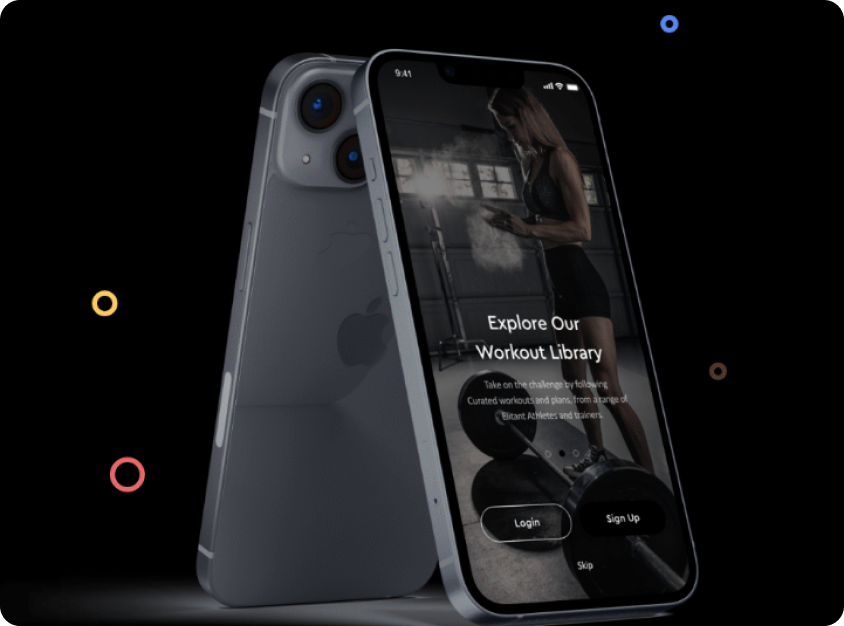 9:41
Explore Our
Workout Library
Take on the challenge by following
Curated workouts and plans, from a range of
Elitant Athletes and trainers.
Login
Sign Up
Skip